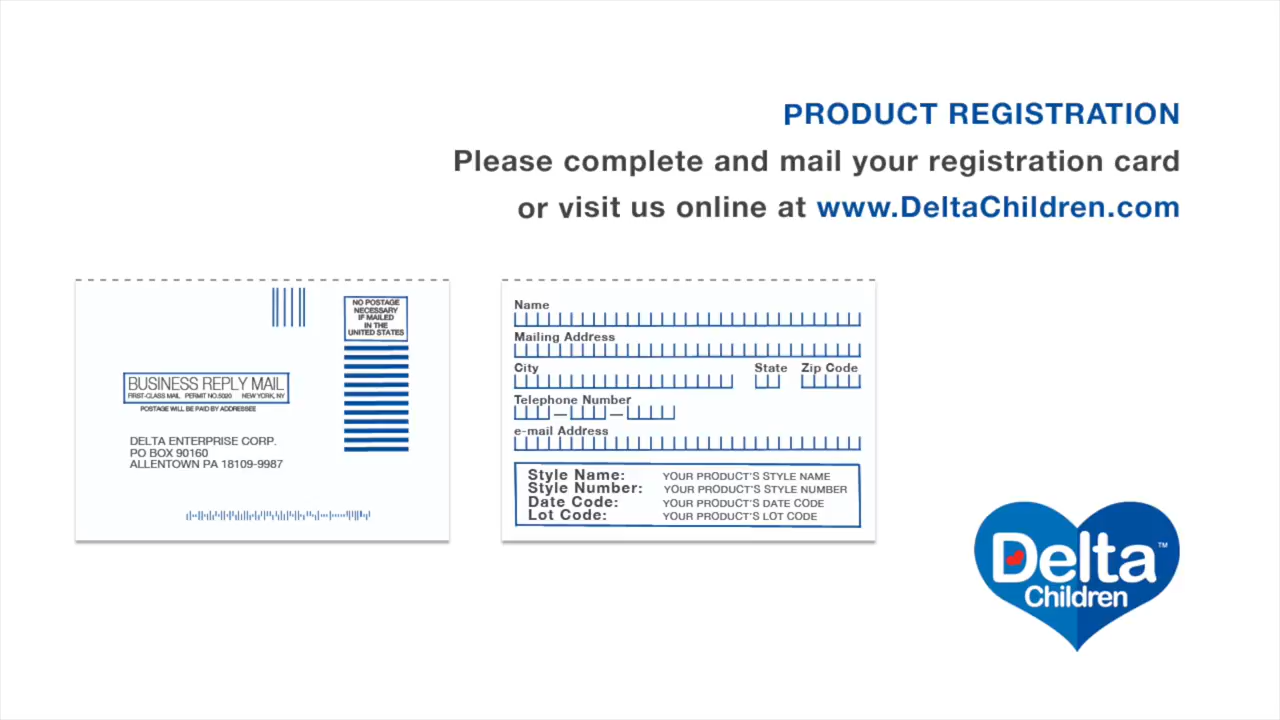 PRODUCT REGISTRATION
Please complete and mail your registration card
or visit us online at www.DeltaChildren.com
NO POSTAGE
NECESSARY
IF MAILED
IN THE
UNITED STATES
BUSINESS REPLY MAIL
FIRST-CLASS MAIL PERMIT NO.5020 NEW YORK, NY
POSTAGE WILL BE PAID BY ADDRESSEE
DELTA ENTERPRISE CORP.
PO BOX 90160
ALLENTOWN PA 18109-9987
Name
Mailing Address
City State Zip Code
Telephone Number
e-mail Address
Style Name: YOUR PRODUCT'S STYLE NAME
Style Number: YOUR PRODUCT'S STYLE NUMBER
Date Code: YOUR PRODUCT'S DATE CODE
Lot Code: YOUR PRODUCT'S LOT CODE
Delta™
Children